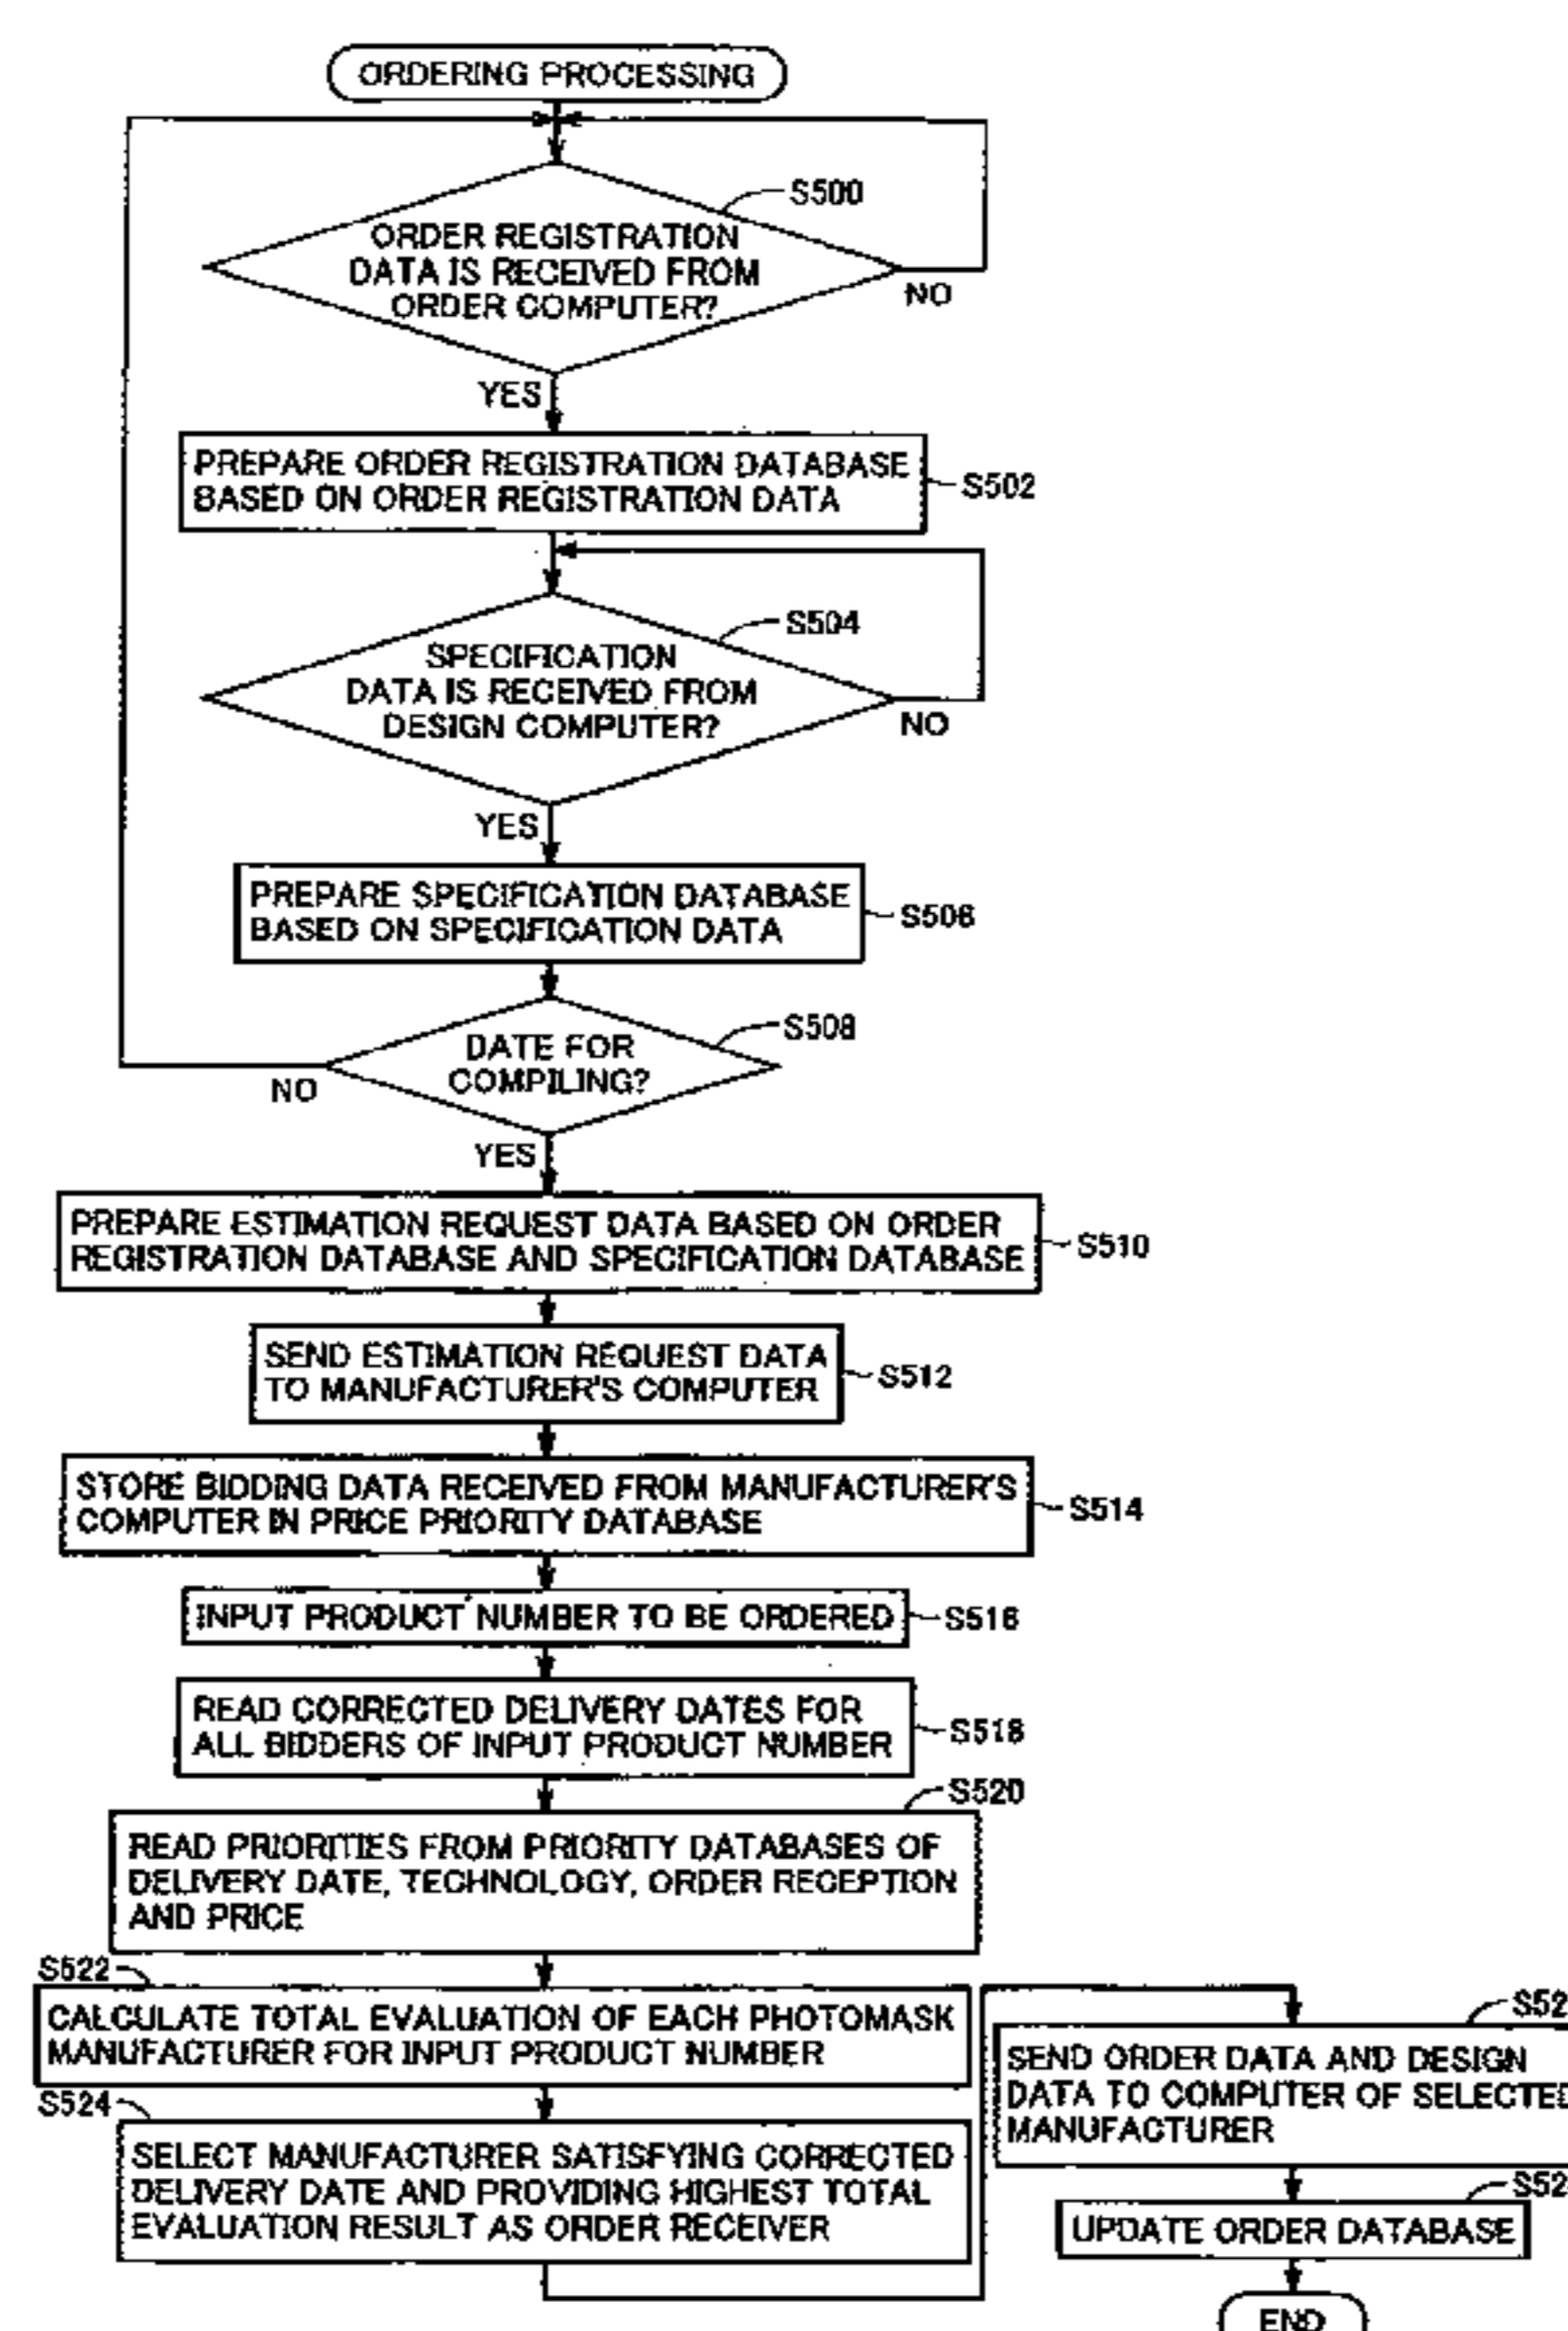 ORDERING PROCESSING
S500
ORDER REGISTRATION
DATA IS RECEIVED FROM
ORDER COMPUTER?
NO
YES
PREPARE ORDER REGISTRATION DATABASE
BASED ON ORDER REGISTRATION DATA
S502
S504
SPECIFICATION
DATA IS RECEIVED FROM
DESIGN COMPUTER?
NO
YES
PREPARE SPECIFICATION DATABASE
BASED ON SPECIFICATION DATA
S506
S508
DATE FOR
COMPILING?
NO
YES
PREPARE ESTIMATION REQUEST DATA BASED ON ORDER
REGISTRATION DATABASE AND SPECIFICATION DATABASE
S510
SEND ESTIMATION REQUEST DATA
TO MANUFACTURER'S COMPUTER
S512
STORE BIDDING DATA RECEIVED FROM MANUFACTURER'S
COMPUTER IN PRICE PRIORITY DATABASE
S514
INPUT PRODUCT NUMBER TO BE ORDERED
S516
READ CORRECTED DELIVERY DATES FOR
ALL BIDDERS OF INPUT PRODUCT NUMBER
S518
S520
READ PRIORITIES FROM PRIORITY DATABASES OF
DELIVERY DATE, TECHNOLOGY, ORDER RECEPTION
AND PRICE
S522
CALCULATE TOTAL EVALUATION OF EACH PHOTOMASK
MANUFACTURER FOR INPUT PRODUCT NUMBER
S524
SELECT MANUFACTURER SATISFYING CORRECTED
DELIVERY DATE AND PROVIDING HIGHEST TOTAL
EVALUATION RESULT AS ORDER RECEIVER
SEND ORDER DATA AND DESIGN
DATA TO COMPUTER OF SELECTED
MANUFACTURER
UPDATE ORDER DATABASE
END